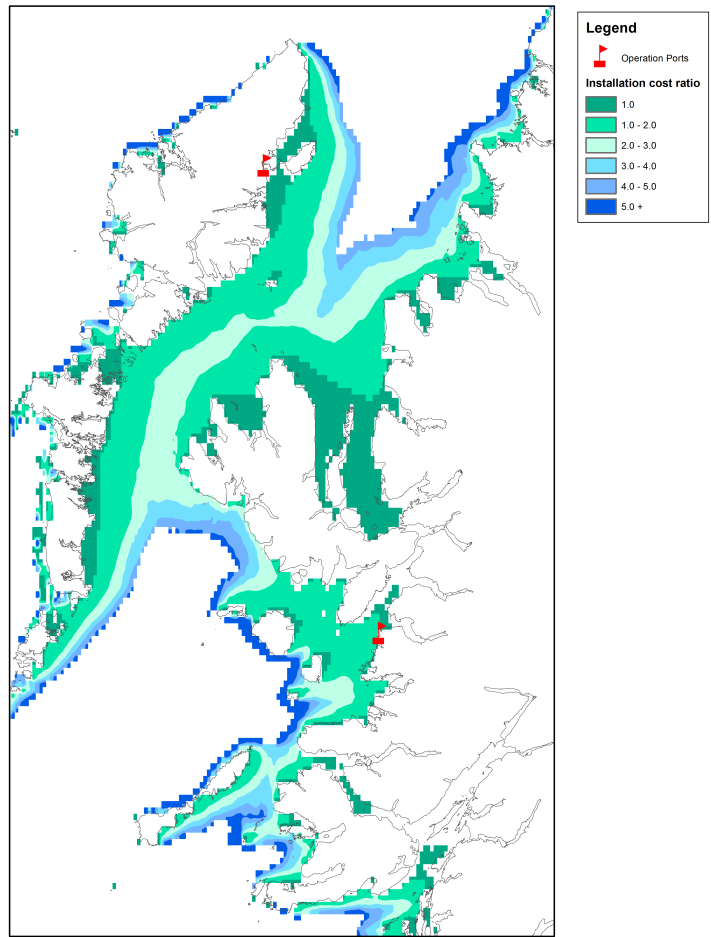 Legend
Operation Ports
Installation cost ratio
1.0
1.0 - 2.0
2.0 - 3.0
3.0 - 4.0
4.0 - 5.0
5.0 +